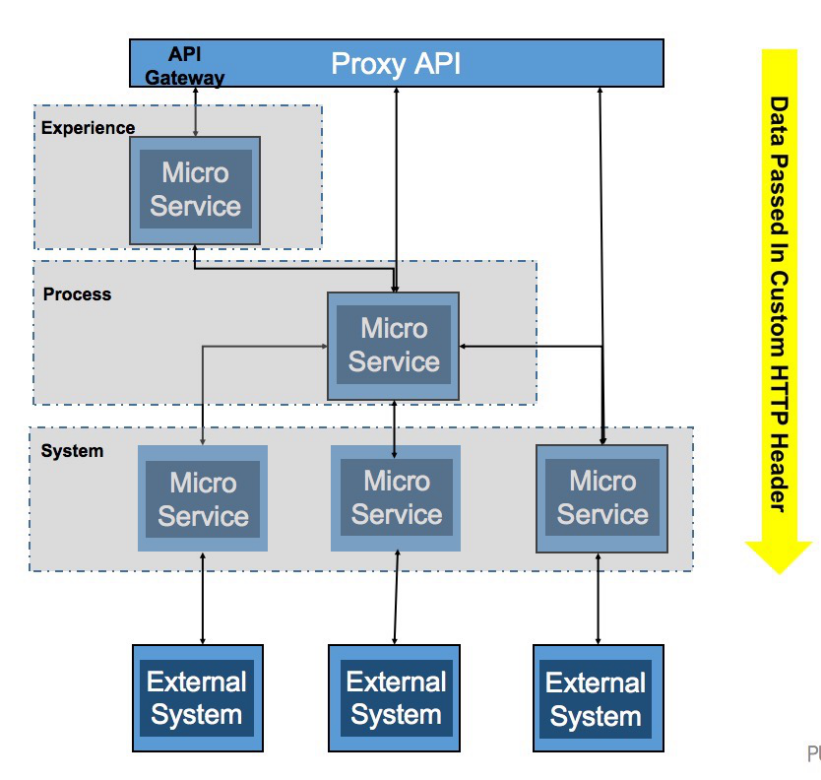 API
Gateway
Proxy API
Experience
Micro
Service
Process
Micro
Service
System
Micro
Service
Micro
Service
Micro
Service
External
System
External
System
External
System
Data Passed In Custom HTTP Header